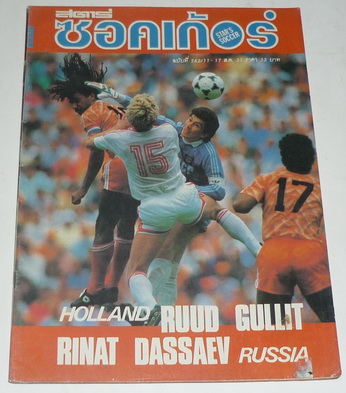 สตาร์
ซอคเก้อร์
STAR'S
SOCCER
15
17
HOLLAND RUUD GULLIT
RINAT DASSAEV RUSSIA